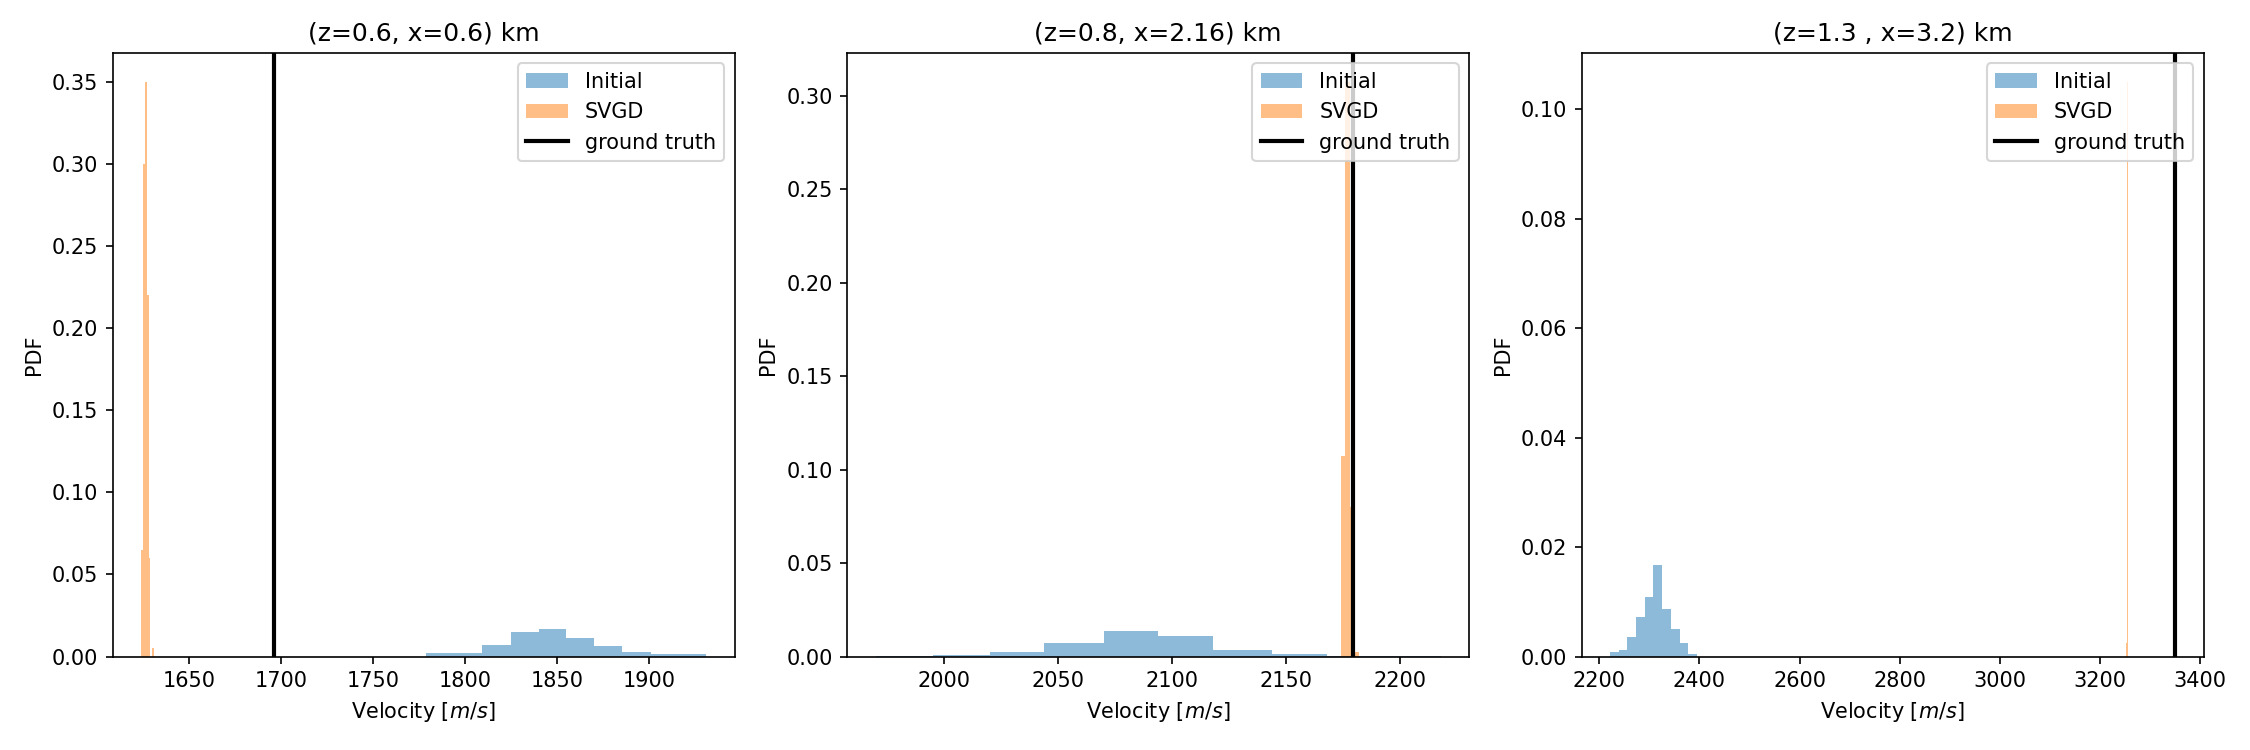 (z=0.6, x=0.6) km
0.35
0.30
0.25
0.20
0.15
0.10
0.05
0.00
PDF
1650 1700 1750 1800 1850 1900
Velocity [m/s]
Initial
SVGD
ground truth
(z=0.8, x=2.16) km
0.30
0.25
0.20
0.15
0.10
0.05
0.00
PDF
2000 2050 2100 2150 2200
Velocity [m/s]
Initial
SVGD
ground truth
(z=1.3 , x=3.2) km
0.10
0.08
0.06
0.04
0.02
0.00
PDF
2200 2400 2600 2800 3000 3200 3400
Velocity [m/s]
Initial
SVGD
ground truth